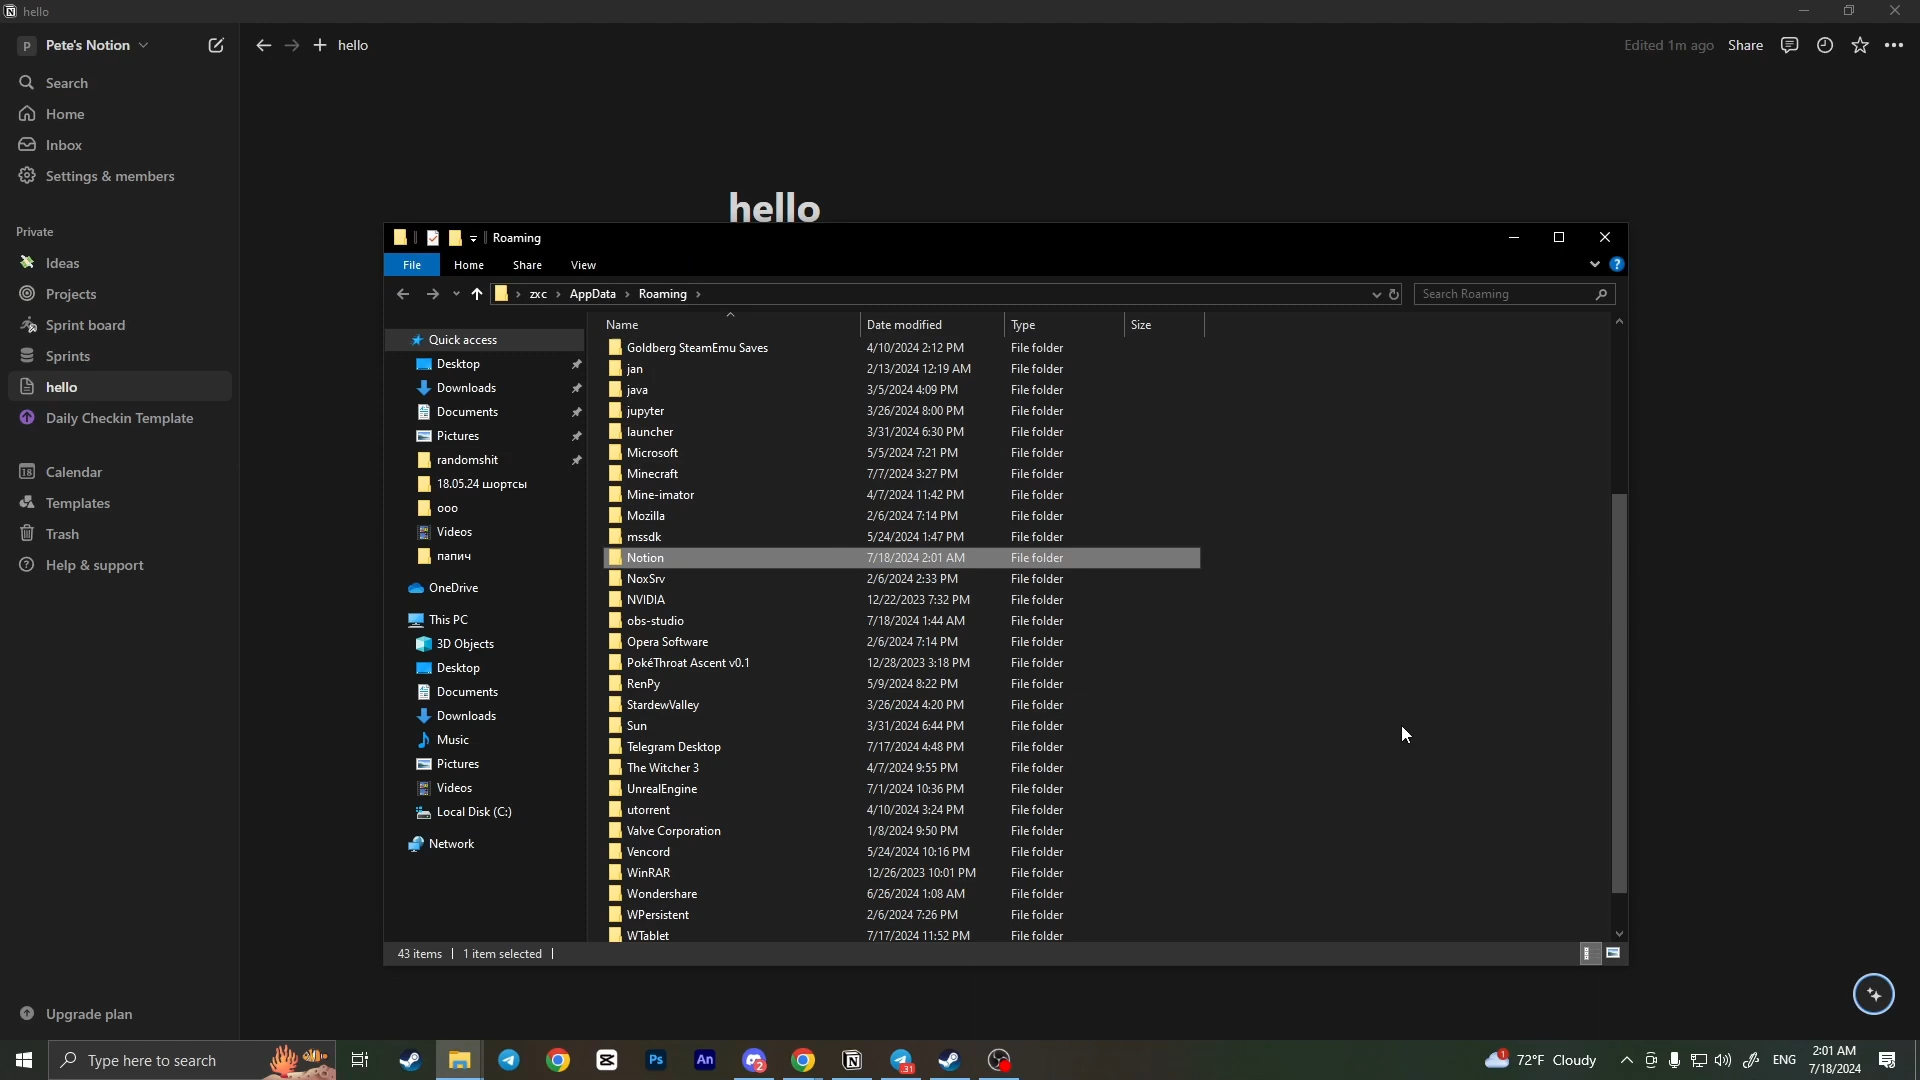 hello
P Pete's Notion
Search
Home
Inbox
Settings & members
Private
Ideas
Projects
Sprint board
Sprints
hello
Daily Checkin Template
18 Calendar
Templates
Trash
Help & support
Upgrade plan
hello
Edited 1m ago Share
hello
Roaming
File Home Share View
zxc AppData Roaming
Search Roaming
Quick access
Desktop
Downloads
Documents
Pictures
randomshit
18.05.24 шортсы
ooo
Videos
папич
OneDrive
This PC
3D Objects
Desktop
Documents
Downloads
Music
Pictures
Videos
Local Disk (C:)
Network
Name Date modified Type Size
Goldberg SteamEmu Saves 4/10/2024 2:12 PM File folder
jan 2/13/2024 12:19 AM File folder
java 3/5/2024 4:09 PM File folder
jupyter 3/26/2024 8:00 PM File folder
launcher 3/31/2024 6:30 PM File folder
Microsoft 5/5/2024 7:21 PM File folder
Minecraft 7/7/2024 3:27 PM File folder
Mine-imator 4/7/2024 11:42 PM File folder
Mozilla 2/6/2024 7:14 PM File folder
mssdk 5/24/2024 1:47 PM File folder
Notion 7/18/2024 2:01 AM File folder
NoxSrv 2/6/2024 2:33 PM File folder
NVIDIA 12/22/2023 7:32 PM File folder
obs-studio 7/18/2024 1:44 AM File folder
Opera Software 2/6/2024 7:14 PM File folder
PokéThroat Ascent v0.1 12/28/2023 3:18 PM File folder
RenPy 5/9/2024 8:22 PM File folder
StardewValley 3/26/2024 4:20 PM File folder
Sun 3/31/2024 6:44 PM File folder
Telegram Desktop 7/17/2024 4:48 PM File folder
The Witcher 3 4/7/2024 9:55 PM File folder
UnrealEngine 7/1/2024 10:36 PM File folder
utorrent 4/10/2024 3:24 PM File folder
Valve Corporation 1/8/2024 9:50 PM File folder
Vencord 5/24/2024 10:16 PM File folder
WinRAR 12/26/2023 10:01 PM File folder
Wondershare 6/26/2024 1:08 AM File folder
WPersistent 2/6/2024 7:26 PM File folder
WTablet 7/17/2024 11:52 PM File folder
43 items 1 item selected
Type here to search
Ps An 2 31
1 72°F Cloudy ENG
2:01 AM
7/18/2024